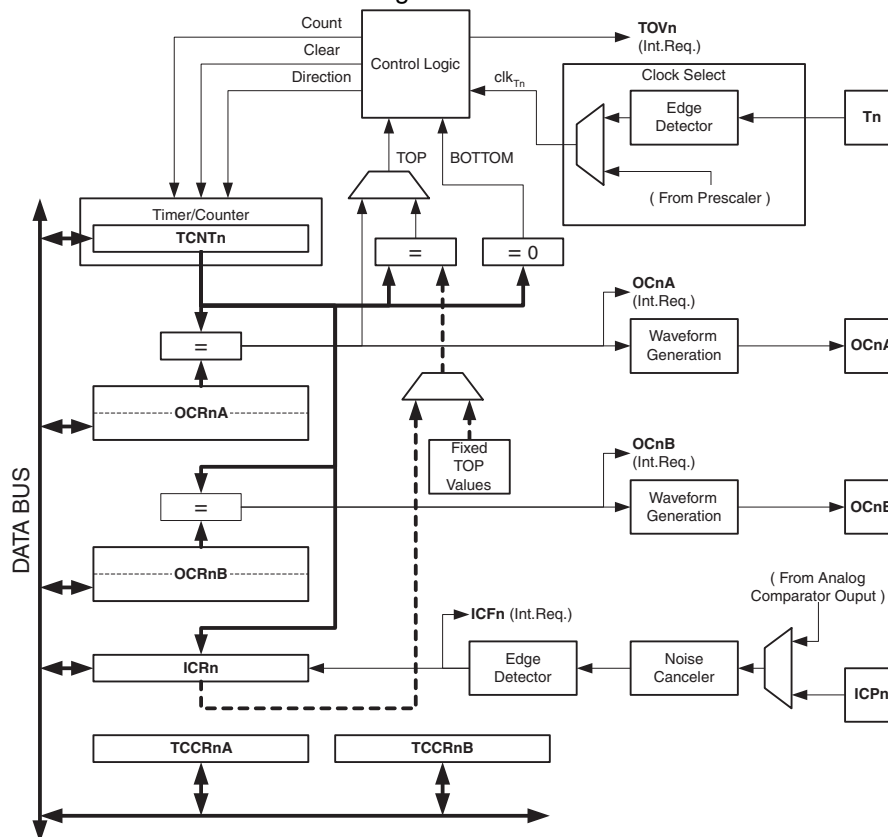 Count
Clear
Direction
Control Logic
TOVn
(Int.Req.)
clkTn
Clock Select
Edge
Detector
Tn
( From Prescaler )
TOP
BOTTOM
Timer/Counter
TCNTn
=
= 0
OCnA
(Int.Req.)
=
Waveform
Generation
OCnA
OCRnA
Fixed
TOP
Values
OCnB
(Int.Req.)
=
Waveform
Generation
OCnB
DATA BUS
OCRnB
( From Analog
Comparator Ouput )
ICFn (Int.Req.)
ICRn
Edge
Detector
Noise
Canceler
ICPn
TCCRnA
TCCRnB